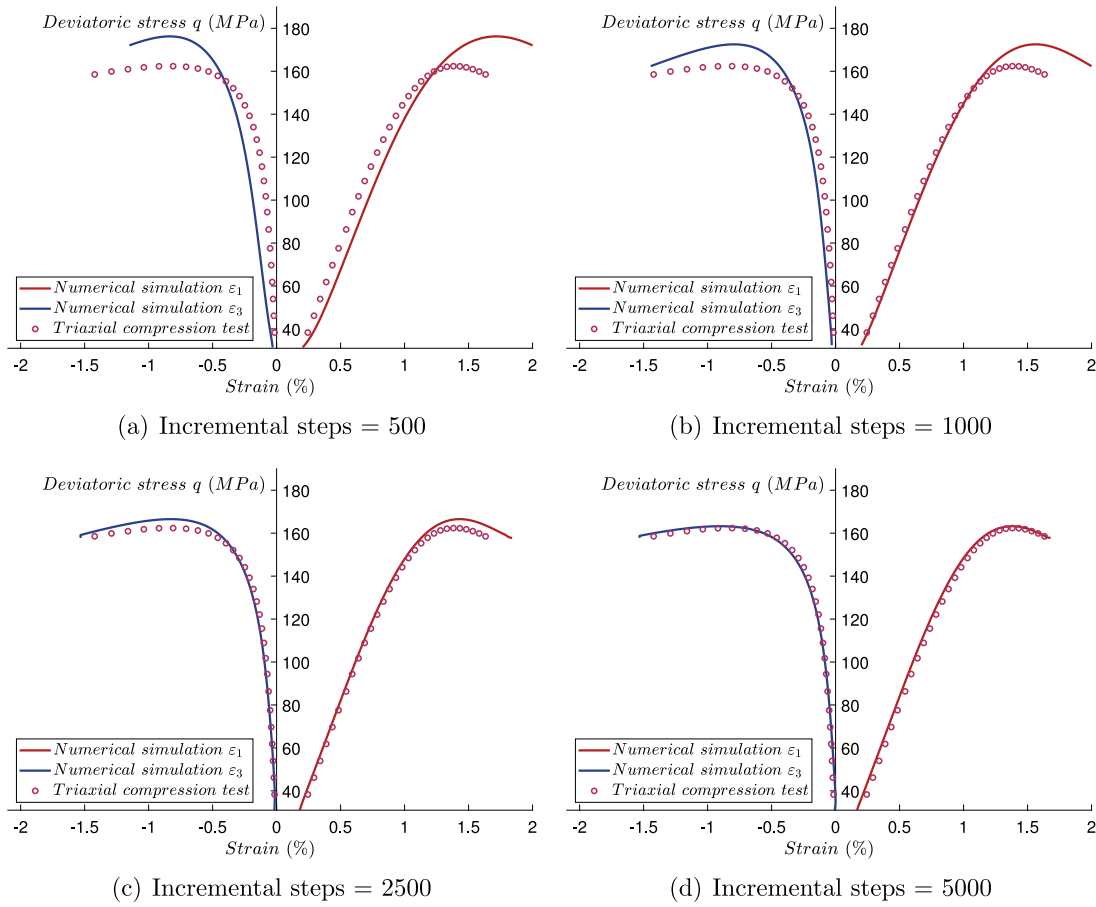 Deviatoric stress q (MPa)
180
160
140
120
100
80
60
40
Numerical simulation ε₁
Numerical simulation ε₃
Triaxial compression test
-2 -1.5 -1 -0.5 0 0.5 1 1.5 2
Strain (%)
(a) Incremental steps = 500
Deviatoric stress q (MPa)
180
160
140
120
100
80
60
40
Numerical simulation ε₁
Numerical simulation ε₃
Triaxial compression test
-2 -1.5 -1 -0.5 0 0.5 1 1.5 2
Strain (%)
(b) Incremental steps = 1000
Deviatoric stress q (MPa)
180
160
140
120
100
80
60
40
Numerical simulation ε₁
Numerical simulation ε₃
Triaxial compression test
-2 -1.5 -1 -0.5 0 0.5 1 1.5 2
Strain (%)
(c) Incremental steps = 2500
Deviatoric stress q (MPa)
180
160
140
120
100
80
60
40
Numerical simulation ε₁
Numerical simulation ε₃
Triaxial compression test
-2 -1.5 -1 -0.5 0 0.5 1 1.5 2
Strain (%)
(d) Incremental steps = 5000